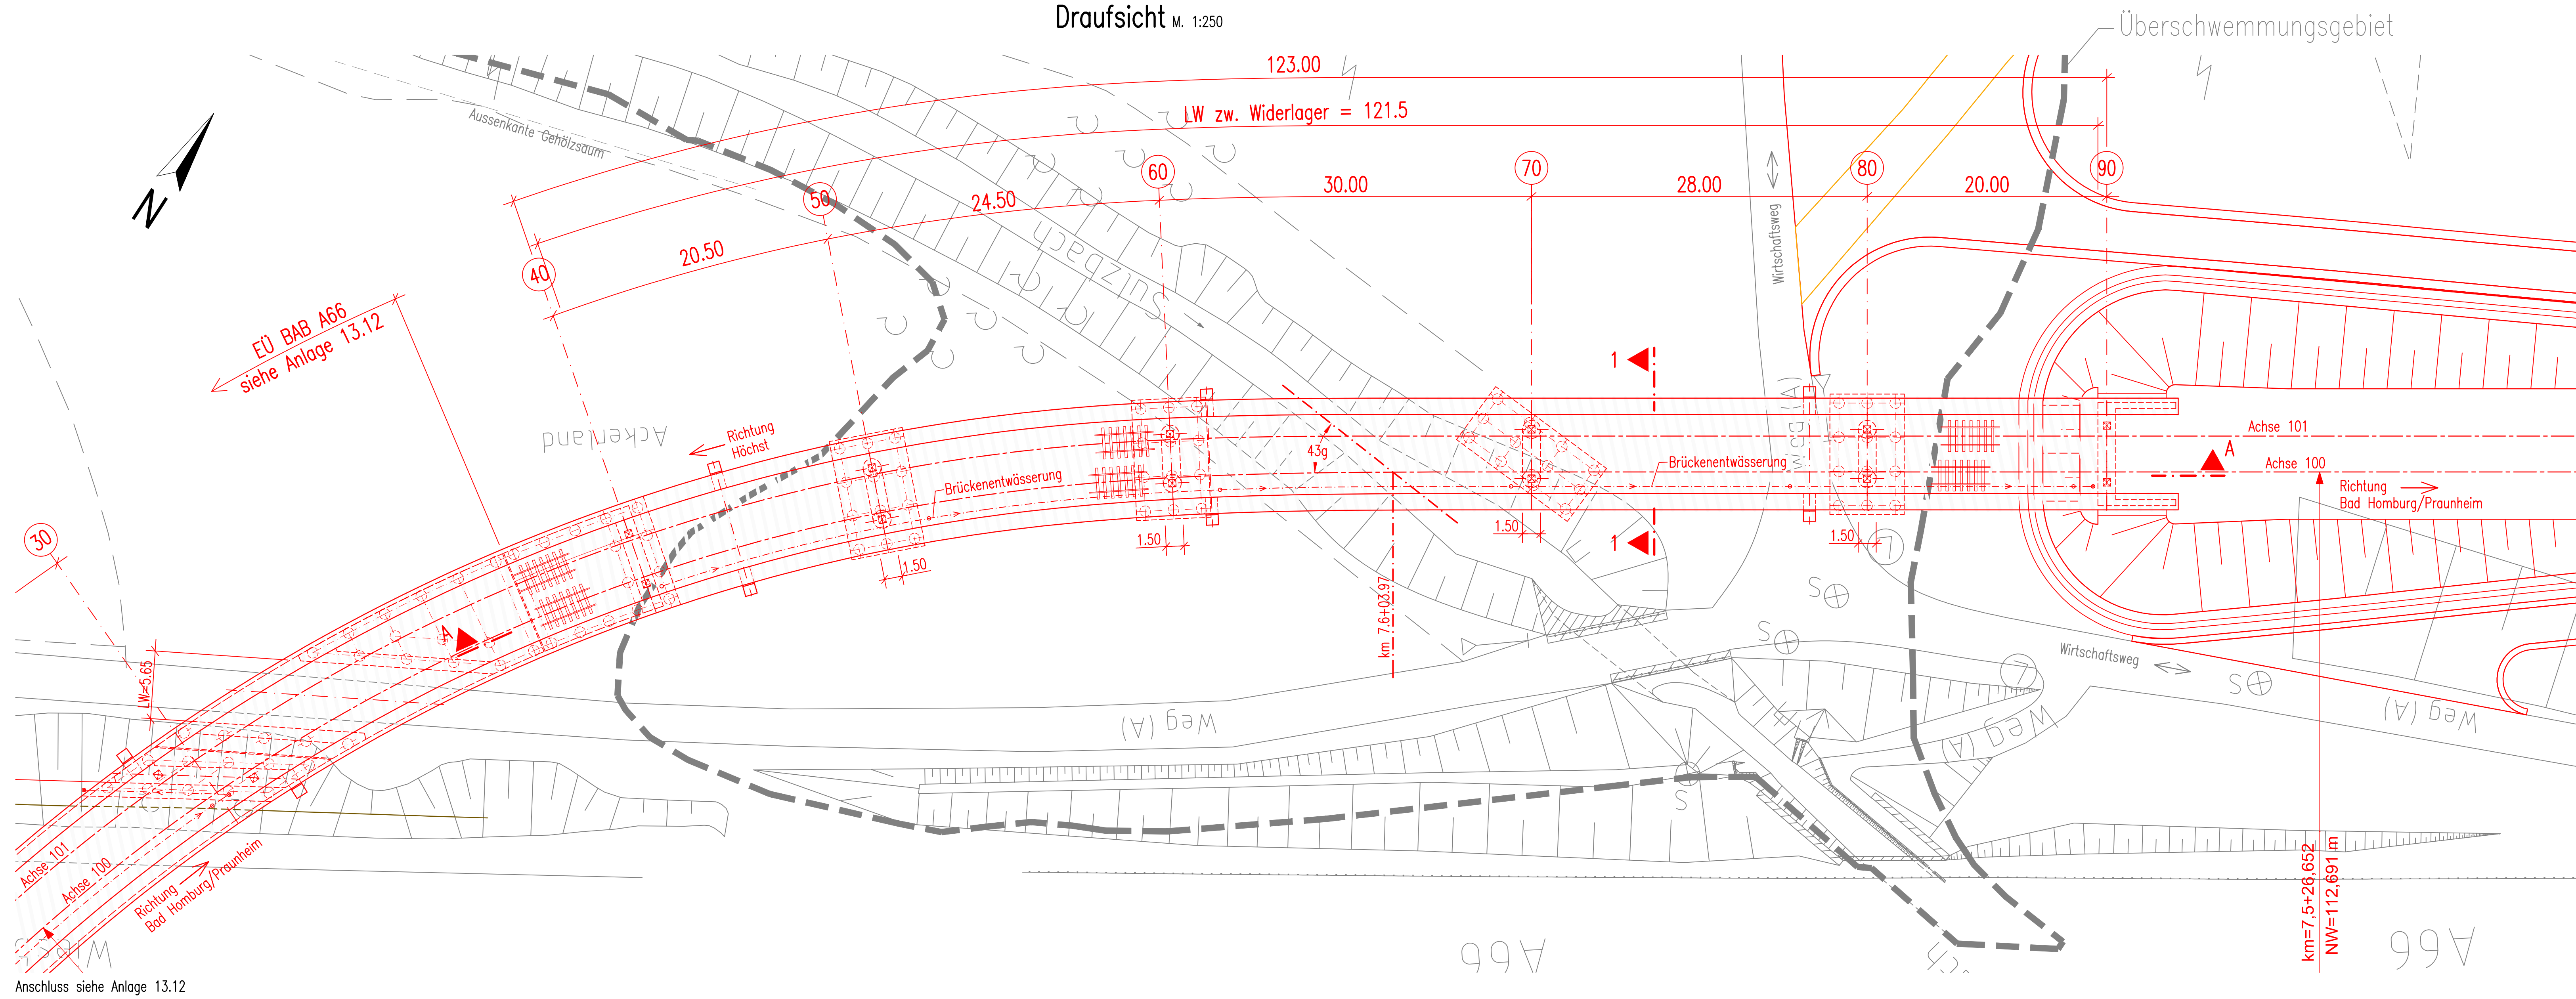 Draufsicht M. 1:250
Überschwemmungsgebiet
123.00
LW zw. Widerlager = 121.5
Aussenkante Gehölzsaum
N
40
50
60
70
80
90
20.50
24.50
30.00
28.00
20.00
Wirtschaftsweg
Sulzbach
EÜ BAB A66
siehe Anlage 13.12
Ackerland
Richtung
Höchst
Brückenentwässerung
43g
1
1
Brückenentwässerung
Achse 101
Achse 100
A
Richtung
Bad Homburg/Praunheim
30
1.50
1.50
1.50
1.50
A
LW=5.65
km 7.6+03.97
S
S
S
S
Wirtschaftsweg
Weg (A)
Weg (A)
Weg (A)
Achse 101
Achse 100
Richtung
Bad Homburg/Praunheim
km=7,5+26,652
NW=112,691 m
A66
A66
Anschluss siehe Anlage 13.12